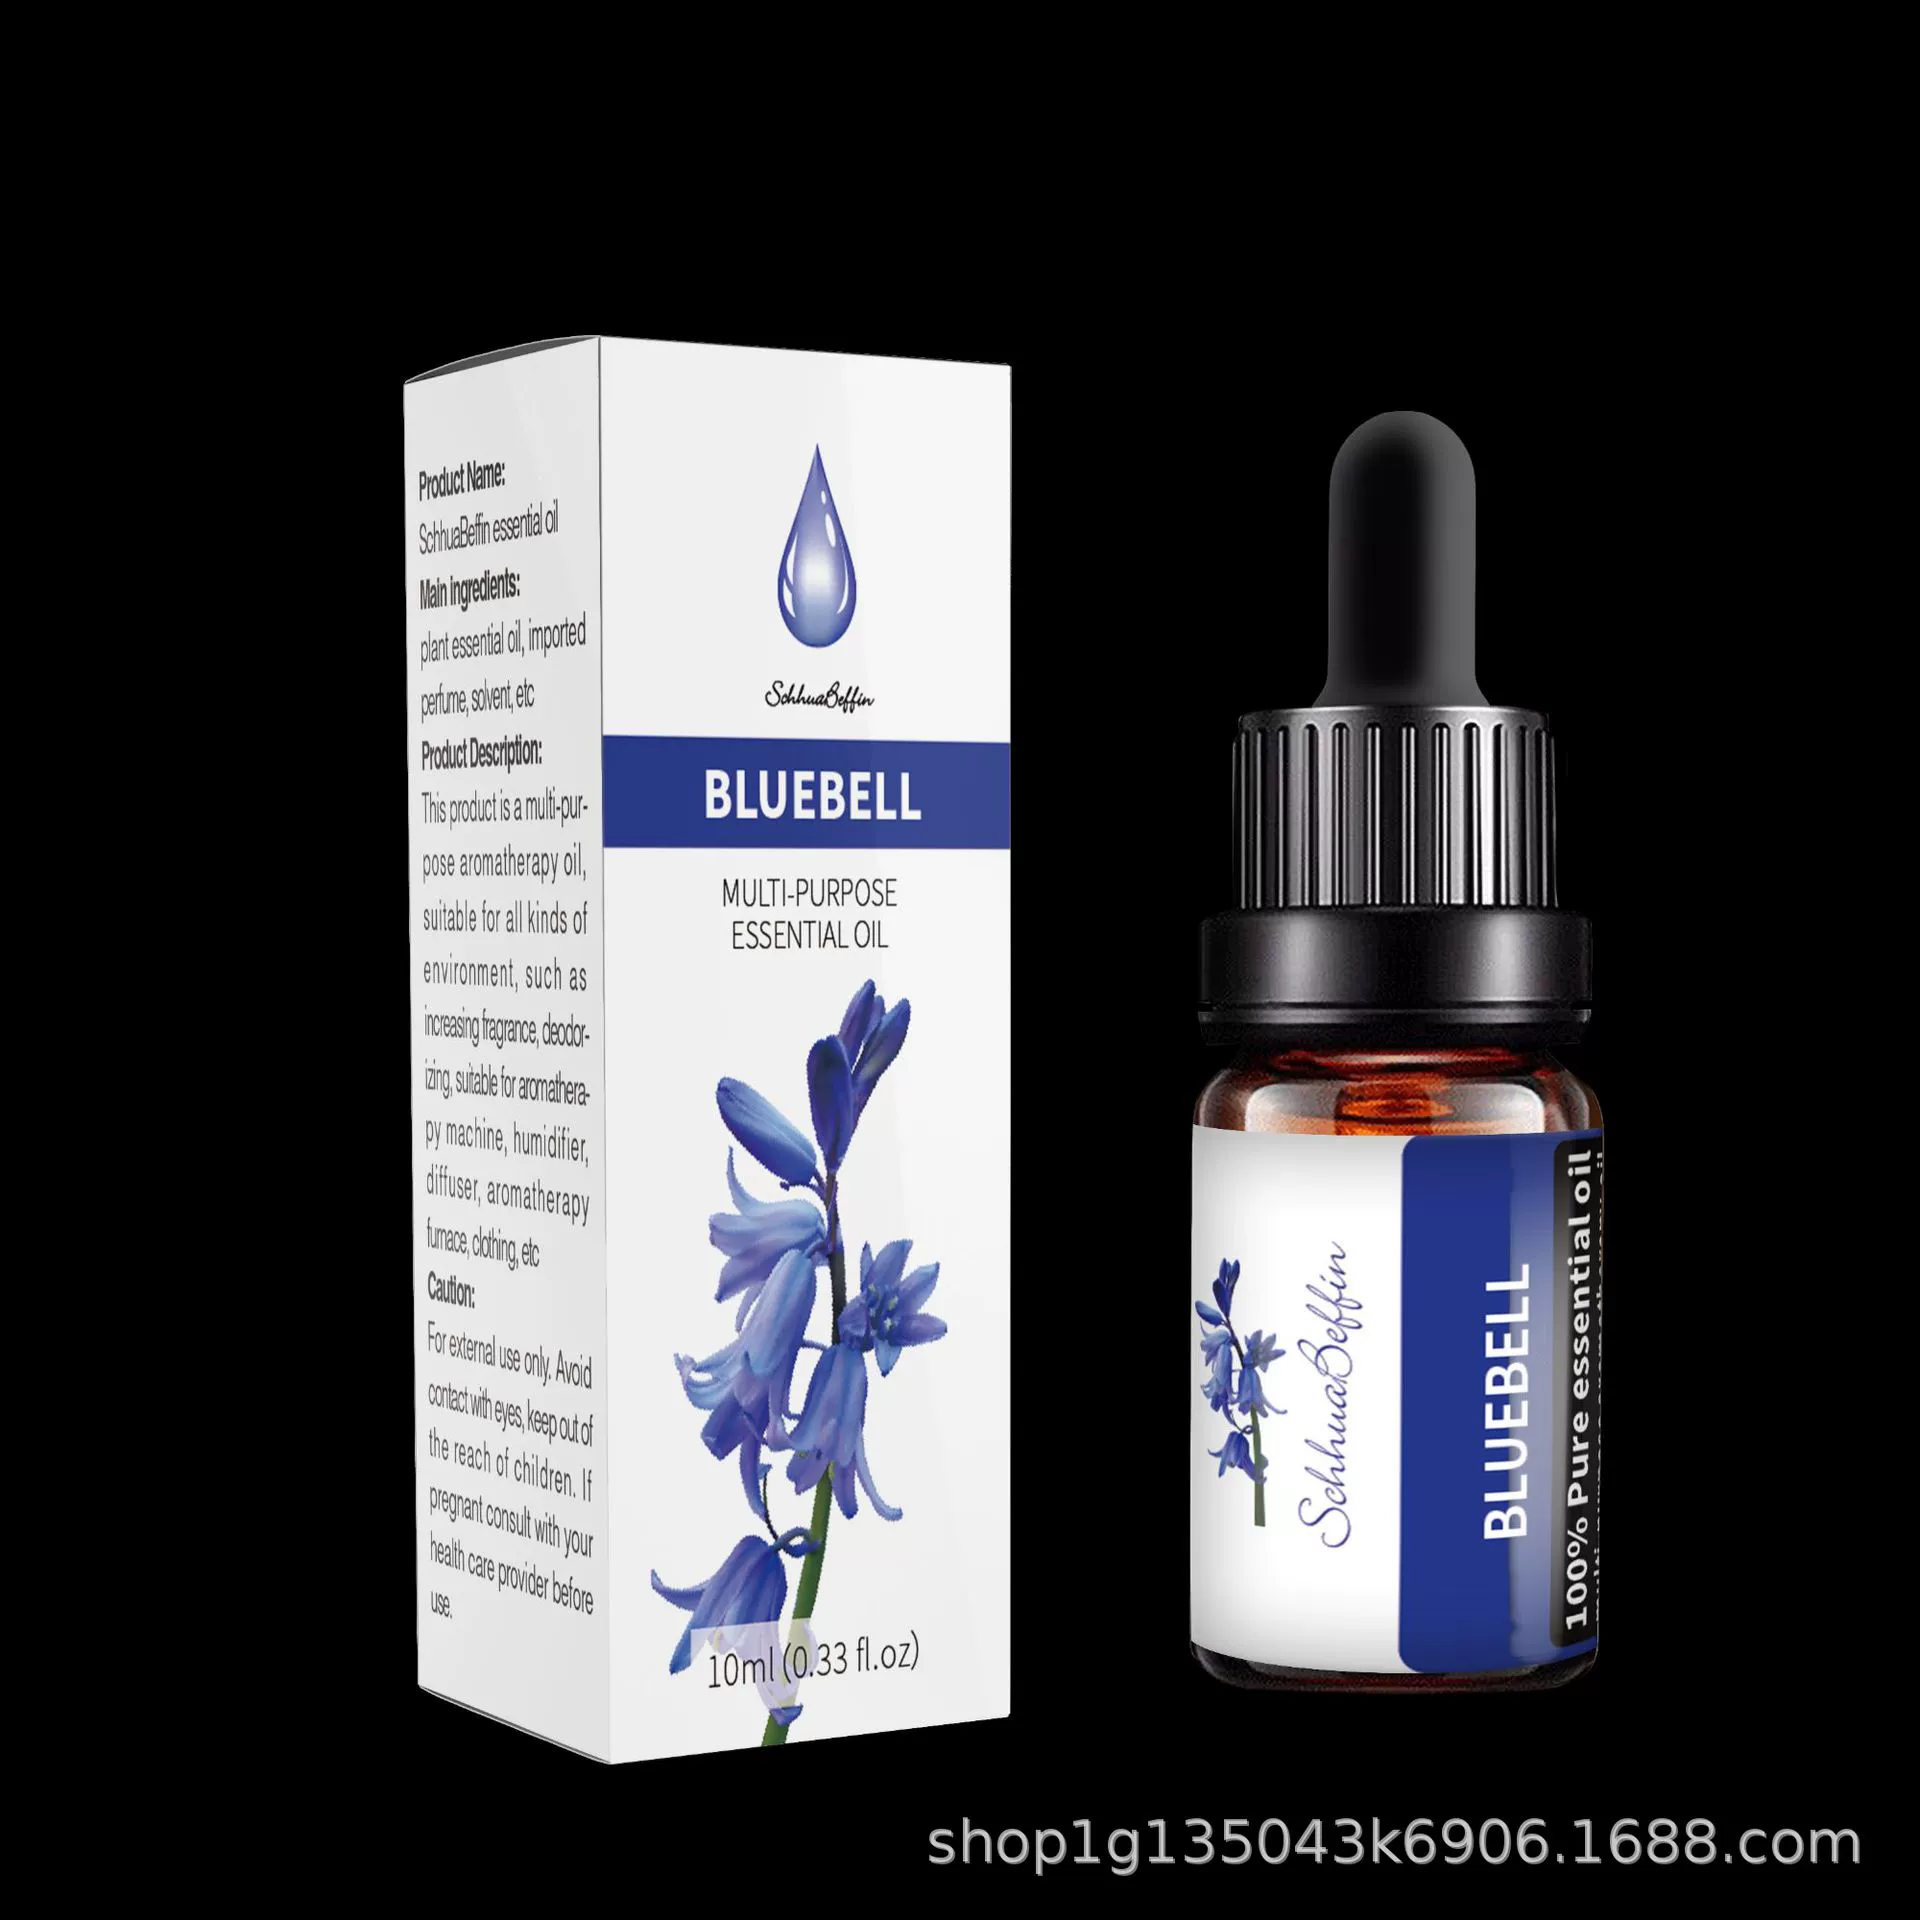 Product Name:
SchhuaBeffin essential oil
Main ingredients:
plant essential oil, imported
perfume, solvent, etc
Product Description:
This product is a multi-pur-
pose aromatherapy oil,
suitable for all kinds of
environment, such as
increasing fragrance, deodor-
izing, suitable for aromathera-
py machine, humidifier,
diffuser, aromatherapy
furnace, clothing, etc
Caution:
For external use only. Avoid
contact with eyes, keep out of
the reach of children. If
pregnant consult with your
health care provider before
use.
SchhuaBeffin
BLUEBELL
MULTI-PURPOSE
ESSENTIAL OIL
10ml (0.33 fl.oz)
SchhuaBeffin
BLUEBELL
100% Pure essential oil
shop1g135043k6906.1688.com